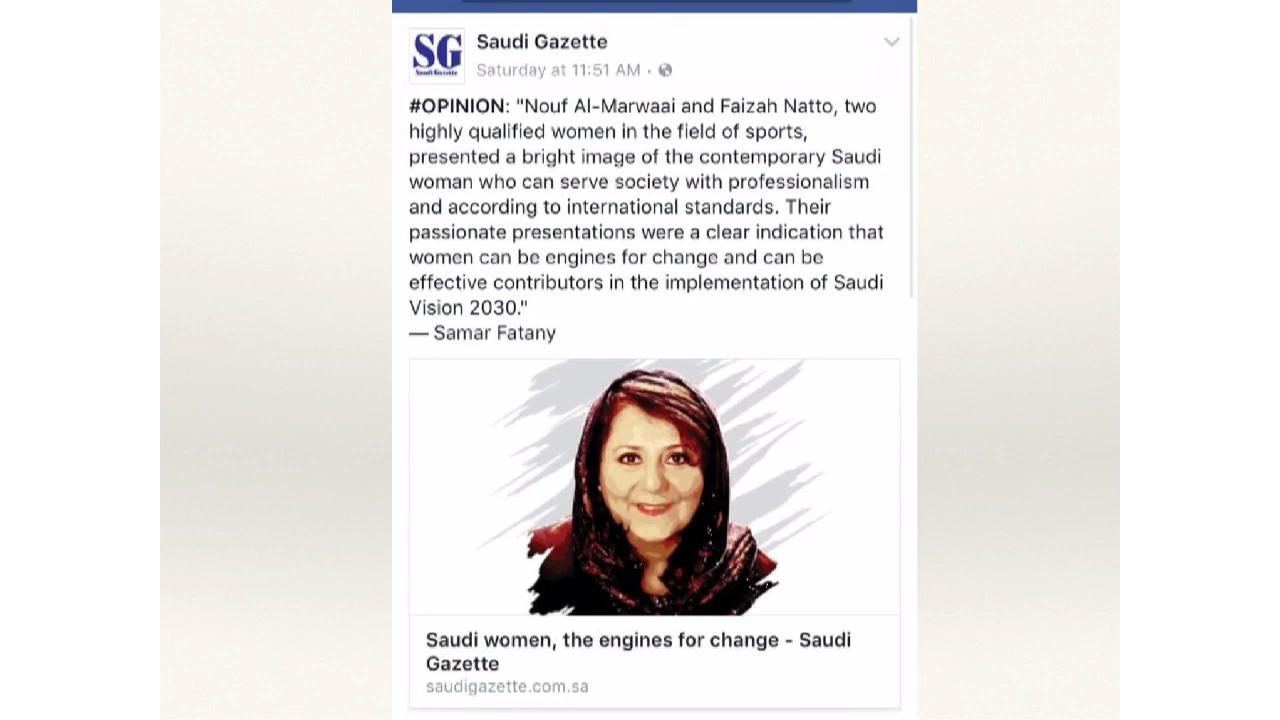 SG
Saudi Gazette
Saudi Gazette
Saturday at 11:51 AM ·
#OPINION: "Nouf Al-Marwaai and Faizah Natto, two
highly qualified women in the field of sports,
presented a bright image of the contemporary Saudi
woman who can serve society with professionalism
and according to international standards. Their
passionate presentations were a clear indication that
women can be engines for change and can be
effective contributors in the implementation of Saudi
Vision 2030."
— Samar Fatany
Saudi women, the engines for change - Saudi
Gazette
saudigazette.com.sa